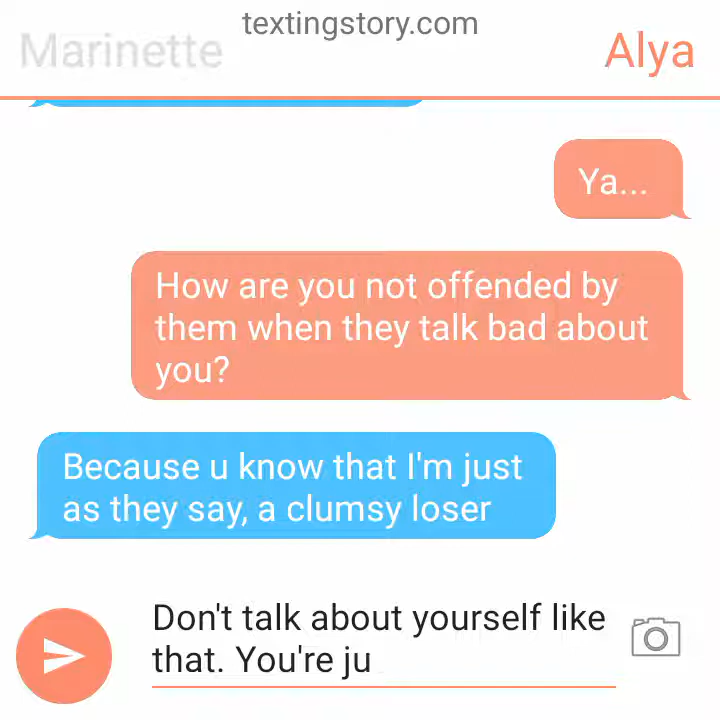 textingstory.com
Marinette
Alya
Ya...
How are you not offended by
them when they talk bad about
you?
Because u know that I'm just
as they say, a clumsy loser
Don't talk about yourself like
that. You're ju